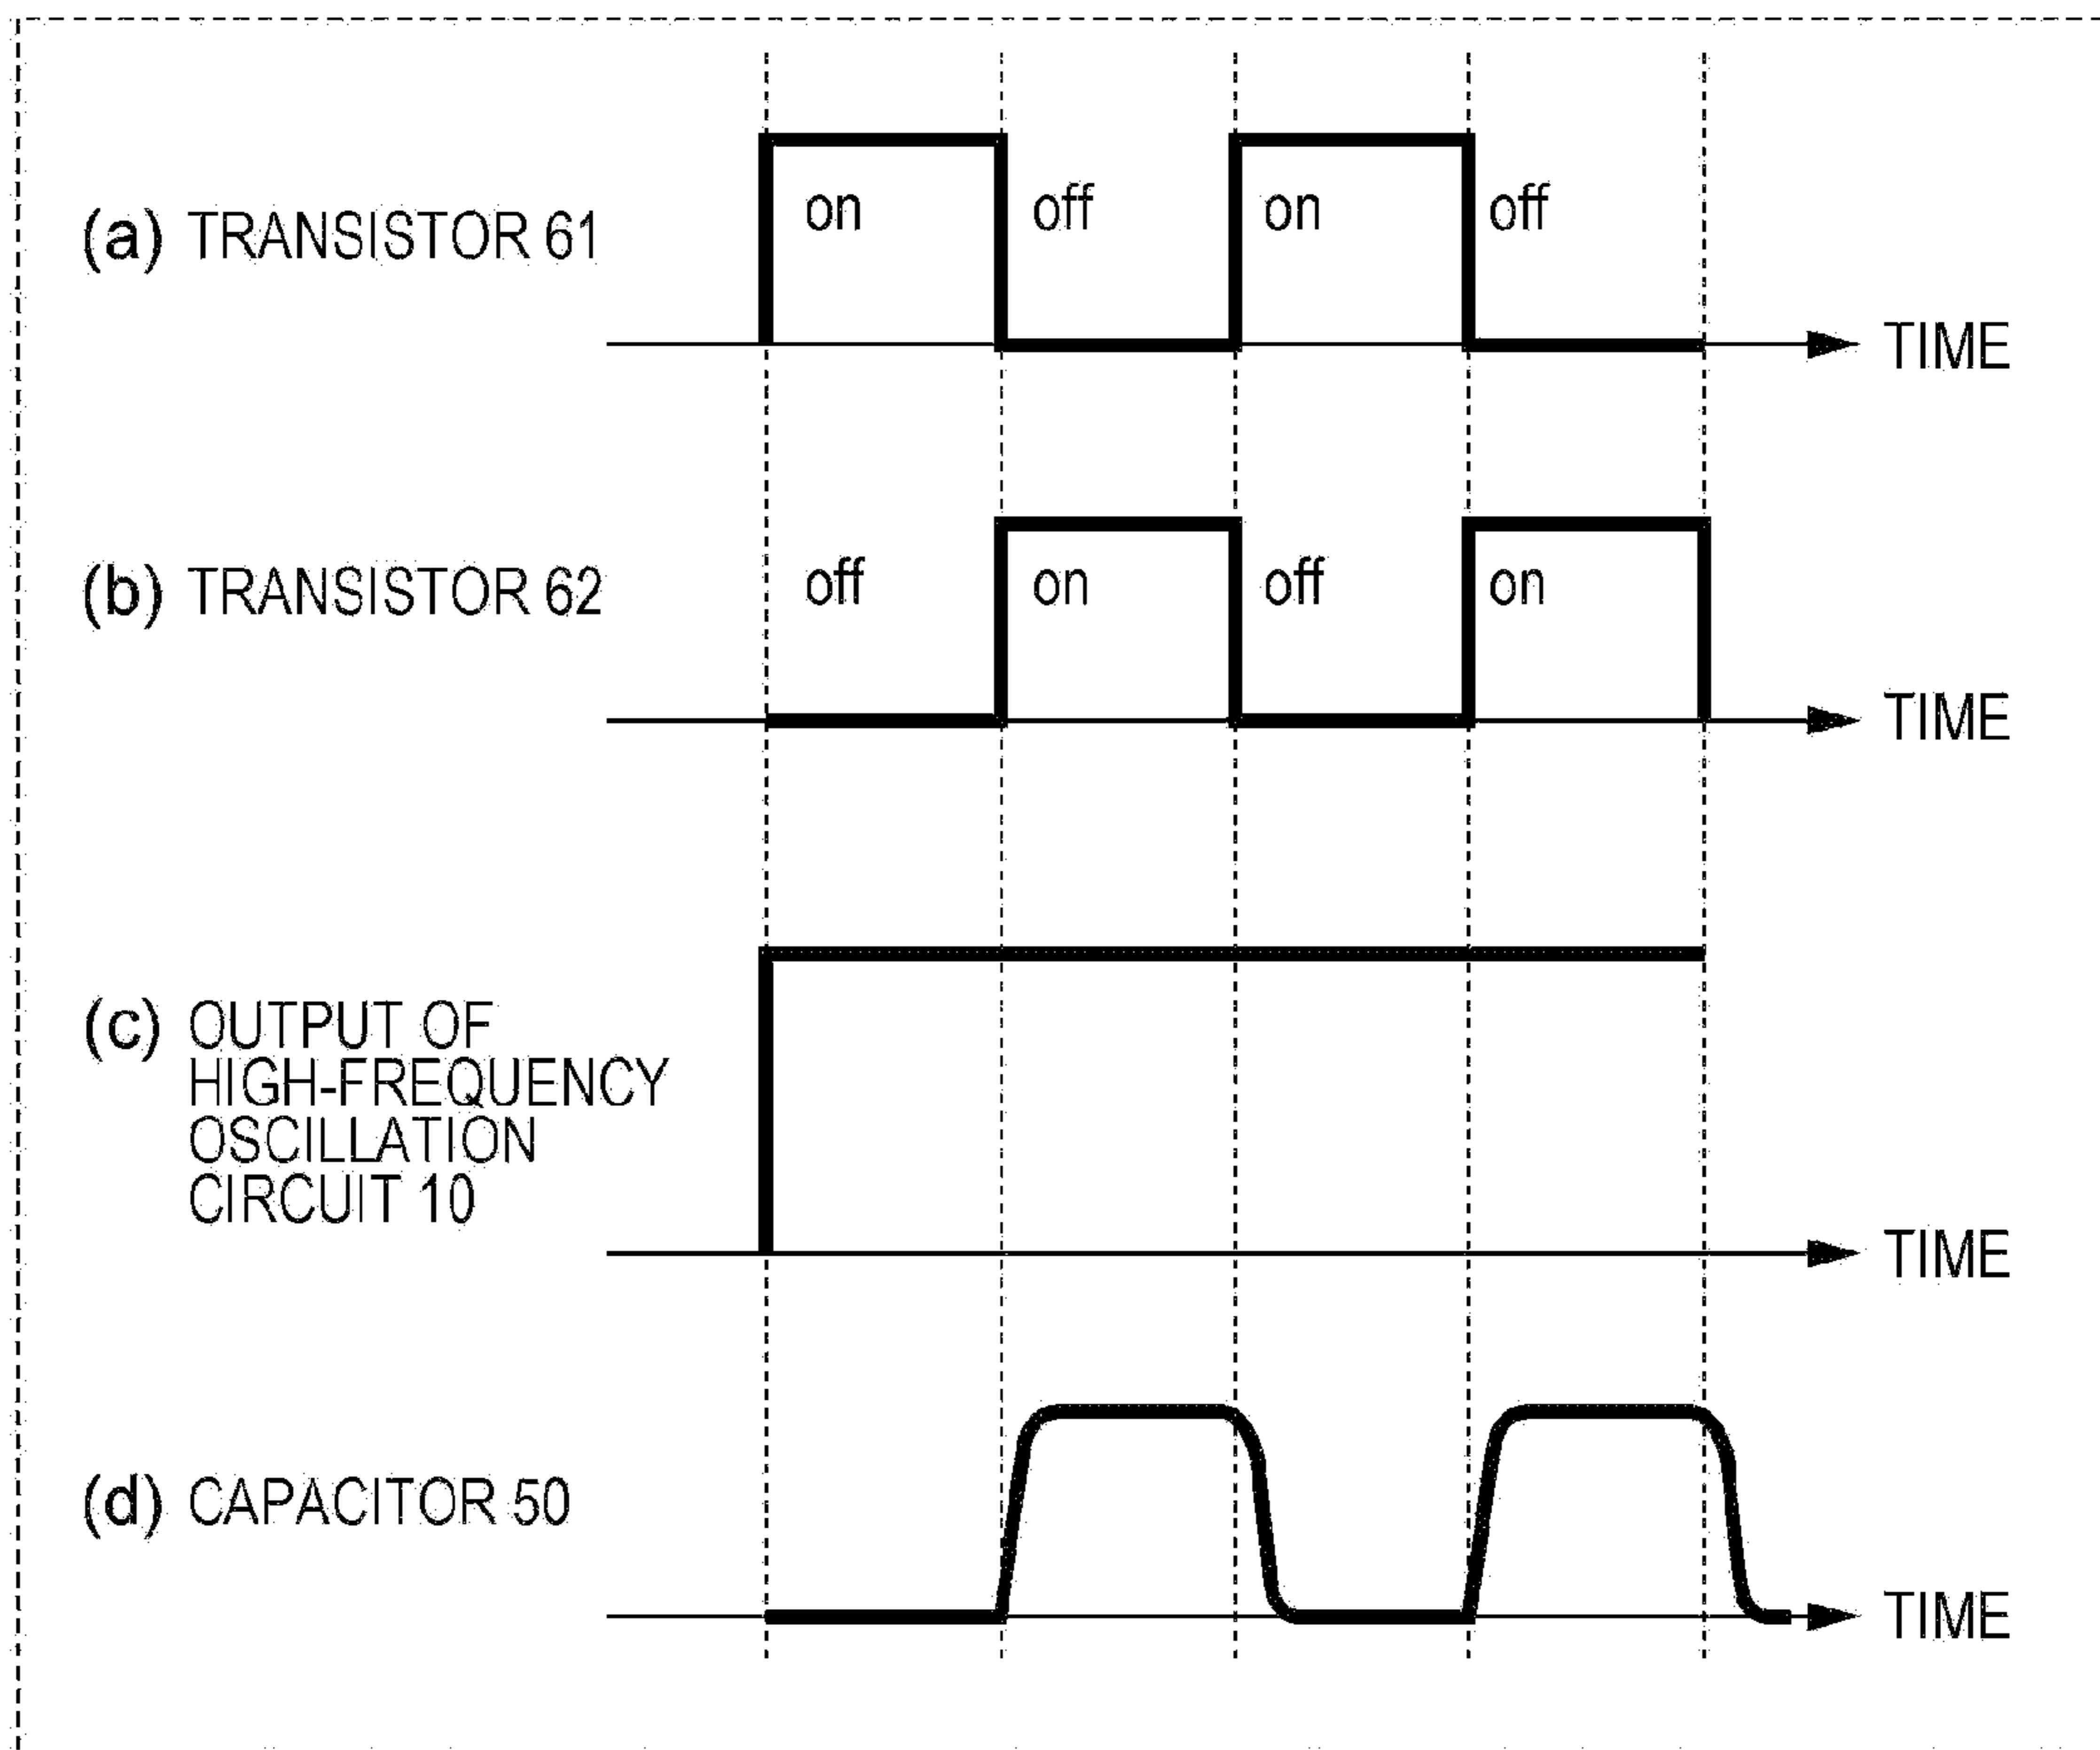 on off on off
(a) TRANSISTOR 61
TIME
off on off on
(b) TRANSISTOR 62
TIME
(c) OUTPUT OF
HIGH-FREQUENCY
OSCILLATION
CIRCUIT 10
TIME
(d) CAPACITOR 50
TIME